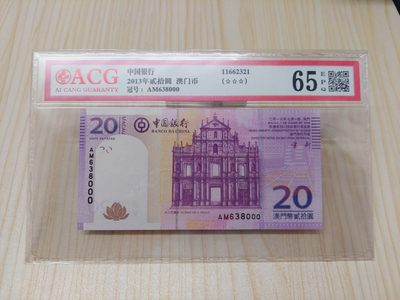 ACG
AI CANG GUARANTY
中国银行
2013年贰拾圆 澳门币
冠号：AM638000
11662321
(☆☆☆)
65
EPQ
20
中國銀行
BANCO DA CHINA
AM638000
AM638000
20
澳門幣貳拾圓